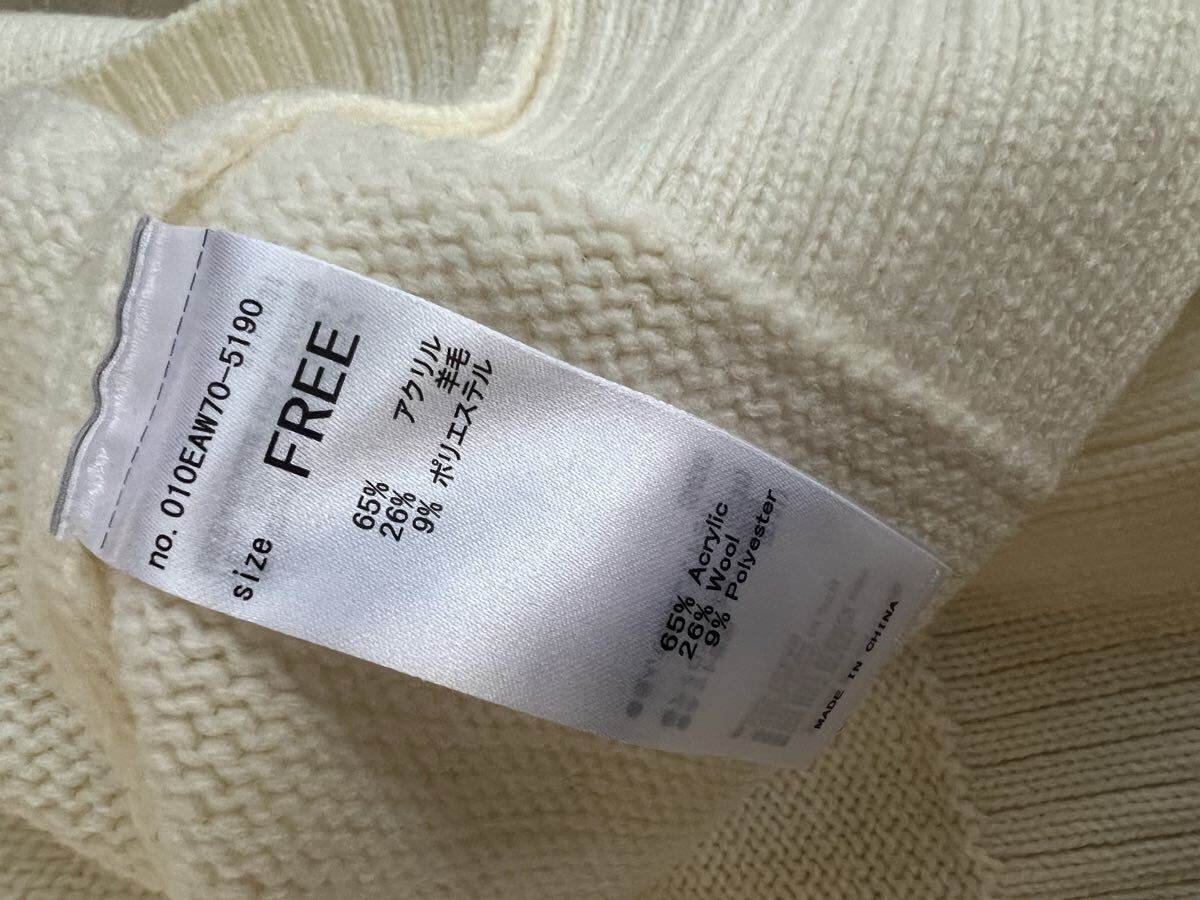 no. 010EAW70-5190
size FREE
65% アクリル
26% 羊毛
9% ポリエステル
65% Acrylic
26% Wool
9% Polyester
MADE IN CHINA